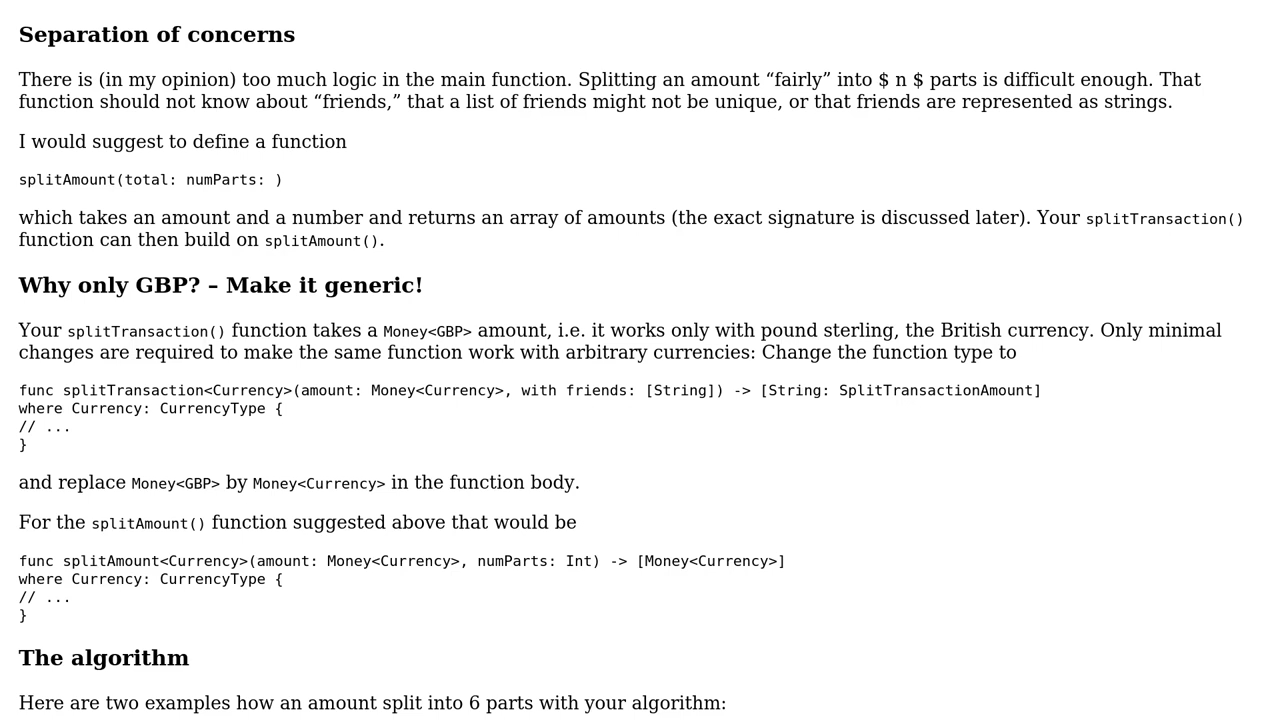 Separation of concerns
There is (in my opinion) too much logic in the main function. Splitting an amount “fairly” into $ n $ parts is difficult enough. That
function should not know about “friends,” that a list of friends might not be unique, or that friends are represented as strings.
I would suggest to define a function
splitAmount(total: numParts: )
which takes an amount and a number and returns an array of amounts (the exact signature is discussed later). Your splitTransaction()
function can then build on splitAmount().
Why only GBP? – Make it generic!
Your splitTransaction() function takes a Money<GBP> amount, i.e. it works only with pound sterling, the British currency. Only minimal
changes are required to make the same function work with arbitrary currencies: Change the function type to
func splitTransaction<Currency>(amount: Money<Currency>, with friends: [String]) -> [String: SplitTransactionAmount]
where Currency: CurrencyType {
// ...
}
and replace Money<GBP> by Money<Currency> in the function body.
For the splitAmount() function suggested above that would be
func splitAmount<Currency>(amount: Money<Currency>, numParts: Int) -> [Money<Currency>]
where Currency: CurrencyType {
// ...
}
The algorithm
Here are two examples how an amount split into 6 parts with your algorithm: